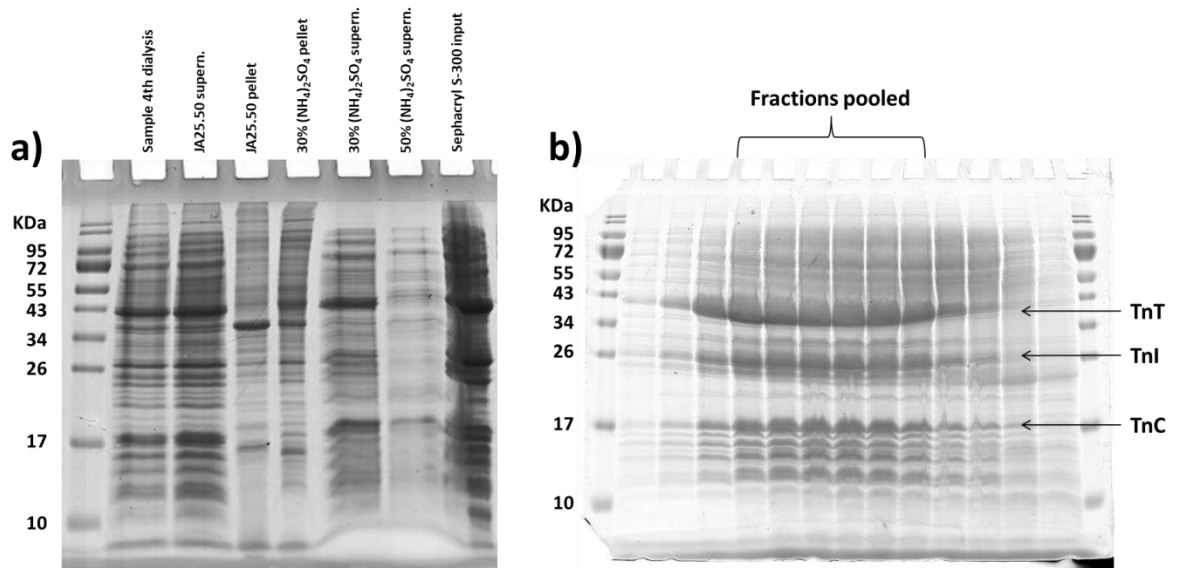 a)
Sample 4th dialysis
JA25.50 supern.
JA25.50 pellet
30% (NH₄)₂SO₄ pellet
30% (NH₄)₂SO₄ supern.
50% (NH₄)₂SO₄ supern.
Sephacryl S-300 input
KDa
95
72
55
43
34
26
17
10
b)
Fractions pooled
KDa
95
72
55
43
34
26
17
10
TnT
TnI
TnC